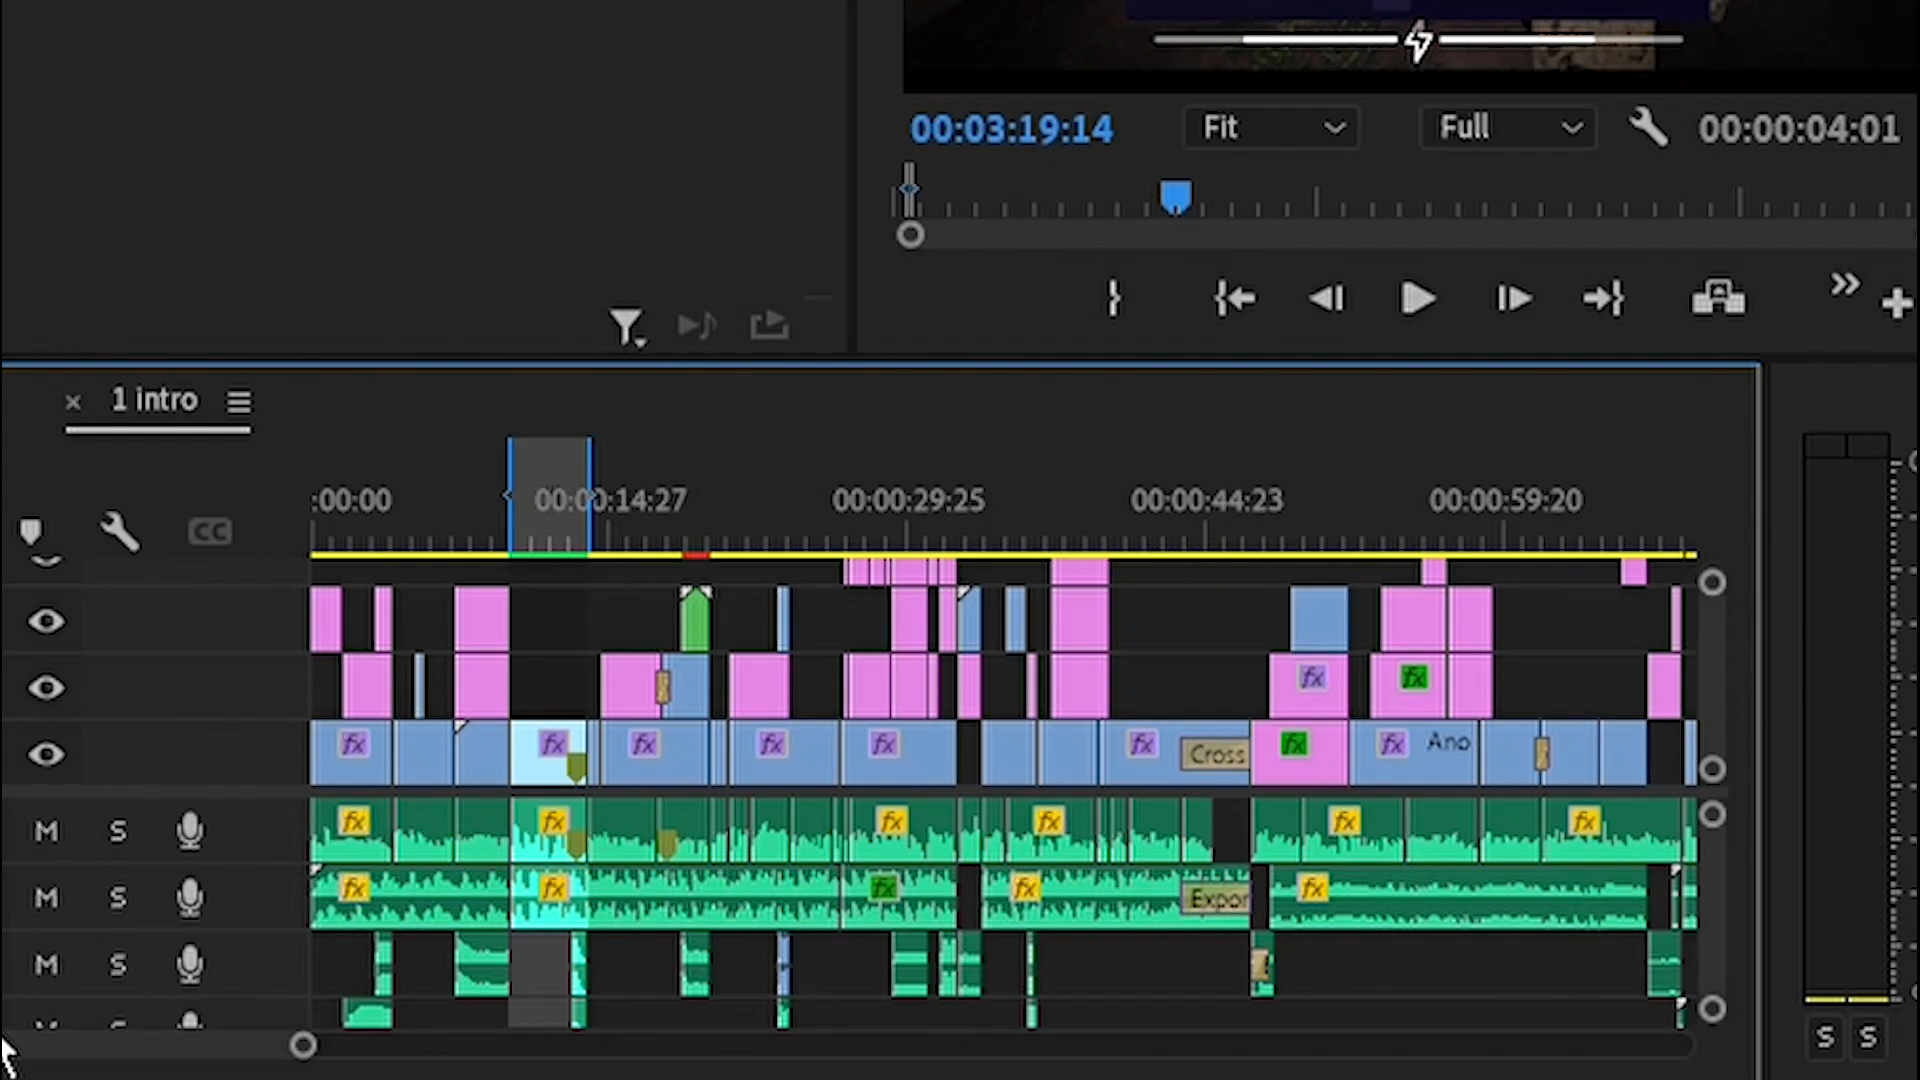 00:03:19:14 Fit Full 00:00:04:01
1 intro
:00:00 00:00:14:27 00:00:29:25 00:00:44:23 00:00:59:20
CC
fx fx
fx fx fx fx fx fx Cross fx fx Ano
M S fx fx fx fx fx fx
M S fx fx fx fx Expor fx
M S
S S